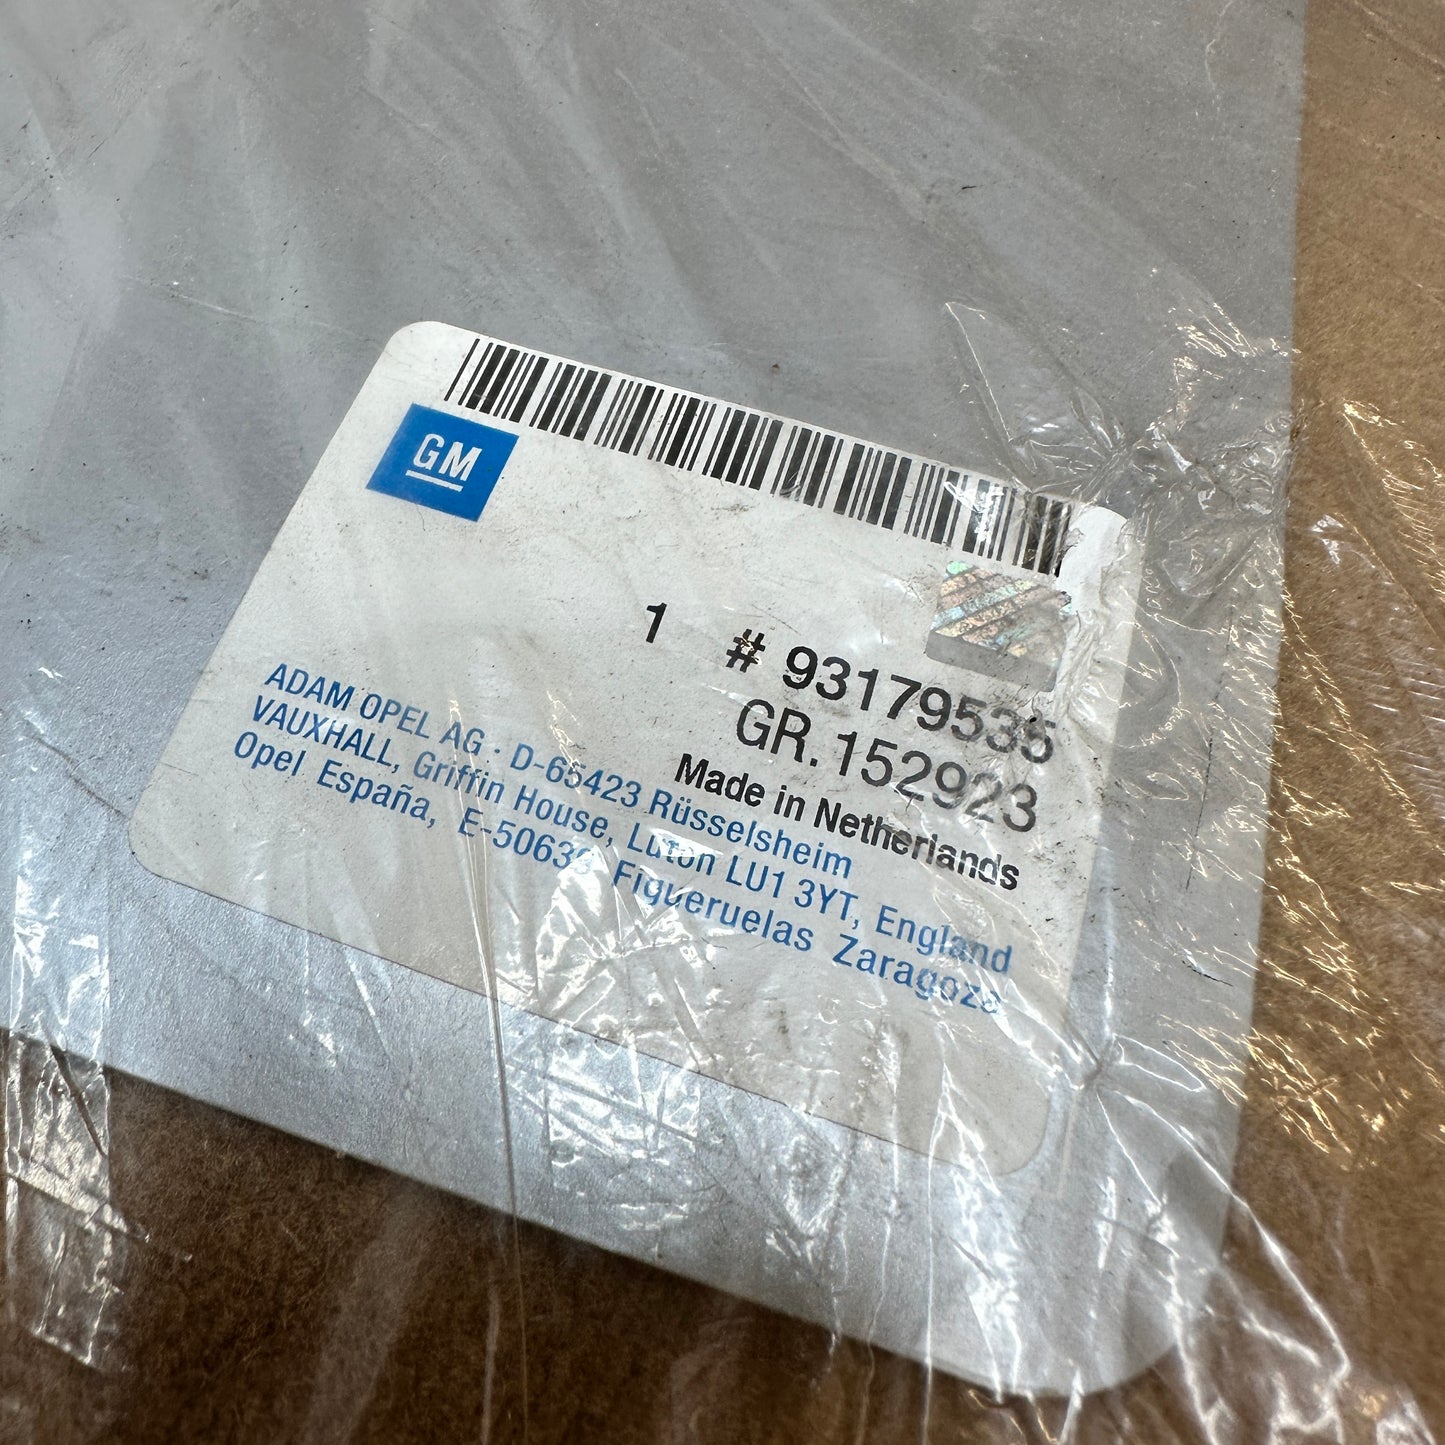 GM
1 # 93179535
GR.152923
Made in Netherlands
ADAM OPEL AG · D-65423 Rüsselsheim
VAUXHALL, Griffin House, Luton LU1 3YT, England
Opel España, E-50639 Figueruelas Zaragoza